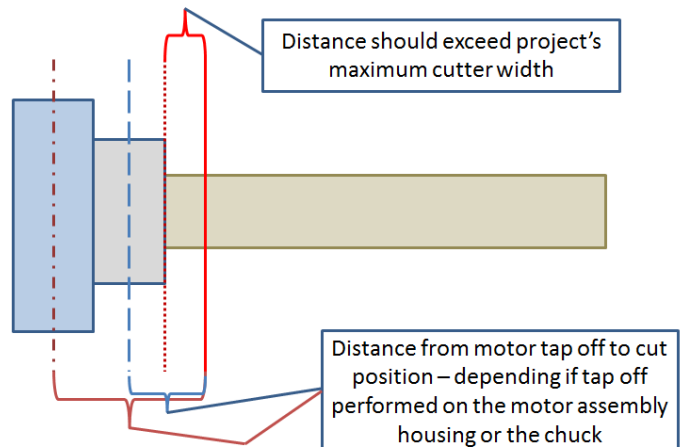 Distance should exceed project’s
maximum cutter width
Distance from motor tap off to cut
position – depending if tap off
performed on the motor assembly
housing or the chuck